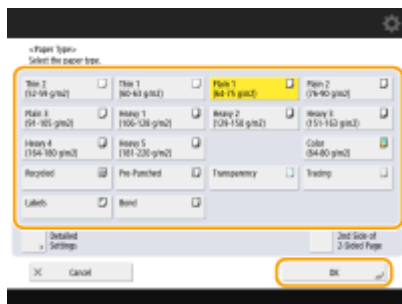 <Paper Type>
Select the paper type.
Thin 2
(52-59 g/m2)
Thin 1
(60-63 g/m2)
Plain 1
(64-75 g/m2)
Plain 2
(76-90 g/m2)
Plain 3
(91-105 g/m2)
Heavy 1
(106-128 g/m2)
Heavy 2
(129-150 g/m2)
Heavy 3
(151-163 g/m2)
Heavy 4
(164-180 g/m2)
Heavy 5
(181-220 g/m2)
Color
(64-80 g/m2)
Recycled
Pre-Punched
Transparency
Tracing
Labels
Bond
Detailed
Settings
2nd Side of
2-Sided Page
Cancel
OK